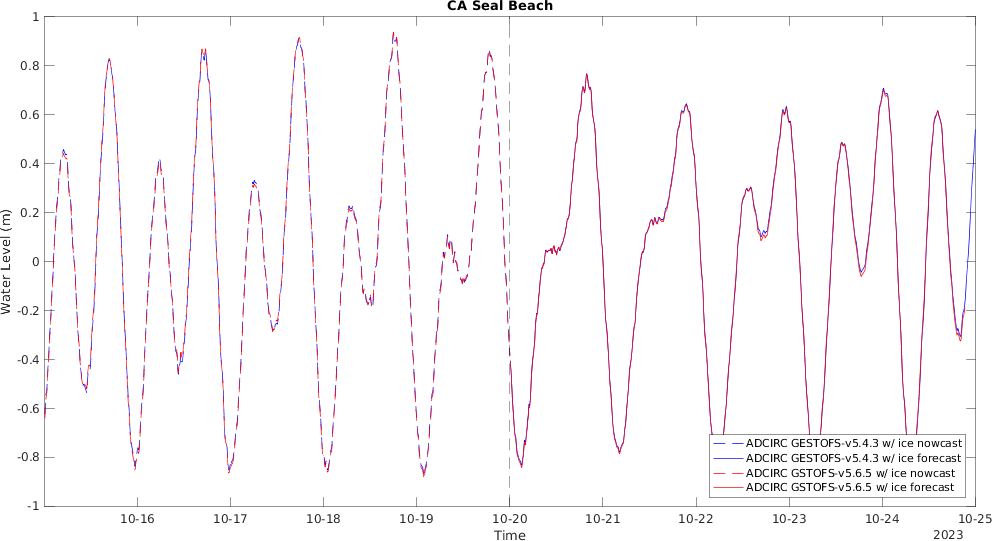 CA Seal Beach
Water Level (m)
1
0.8
0.6
0.4
0.2
0
-0.2
-0.4
-0.6
-0.8
-1
ADCIRC GESTOFS-v5.4.3 w/ ice nowcast
ADCIRC GESTOFS-v5.4.3 w/ ice forecast
ADCIRC GSTOFS-v5.6.5 w/ ice nowcast
ADCIRC GSTOFS-v5.6.5 w/ ice forecast
10-16 10-17 10-18 10-19 10-20 10-21 10-22 10-23 10-24 10-25
Time
2023